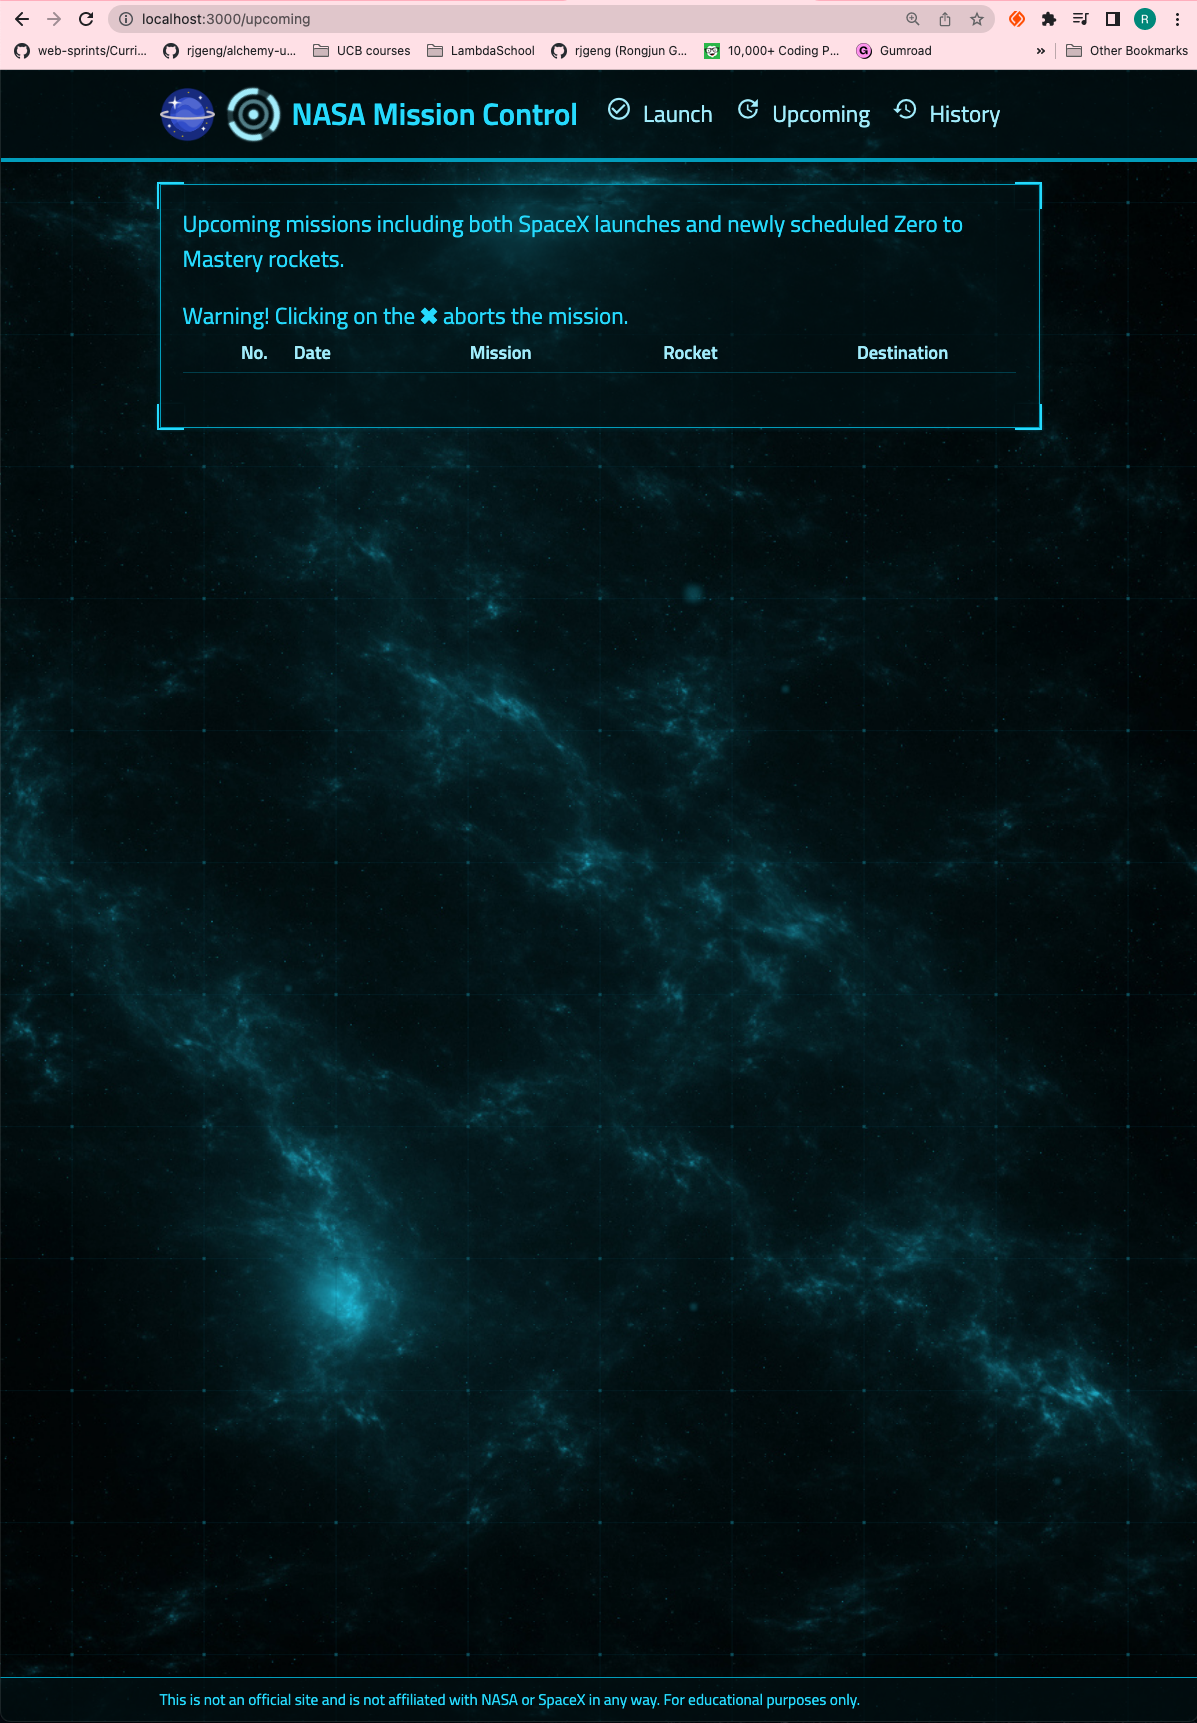 localhost:3000/upcoming
web-sprints/Curri... rjgeng/alchemy-u... UCB courses LambdaSchool rjgeng (Rongjun G... 10,000+ Coding P... G Gumroad » Other Bookmarks
R
NASA Mission Control Launch Upcoming History
Upcoming missions including both SpaceX launches and newly scheduled Zero to
Mastery rockets.
Warning! Clicking on the ✖ aborts the mission.
No. Date Mission Rocket Destination
This is not an official site and is not affiliated with NASA or SpaceX in any way. For educational purposes only.